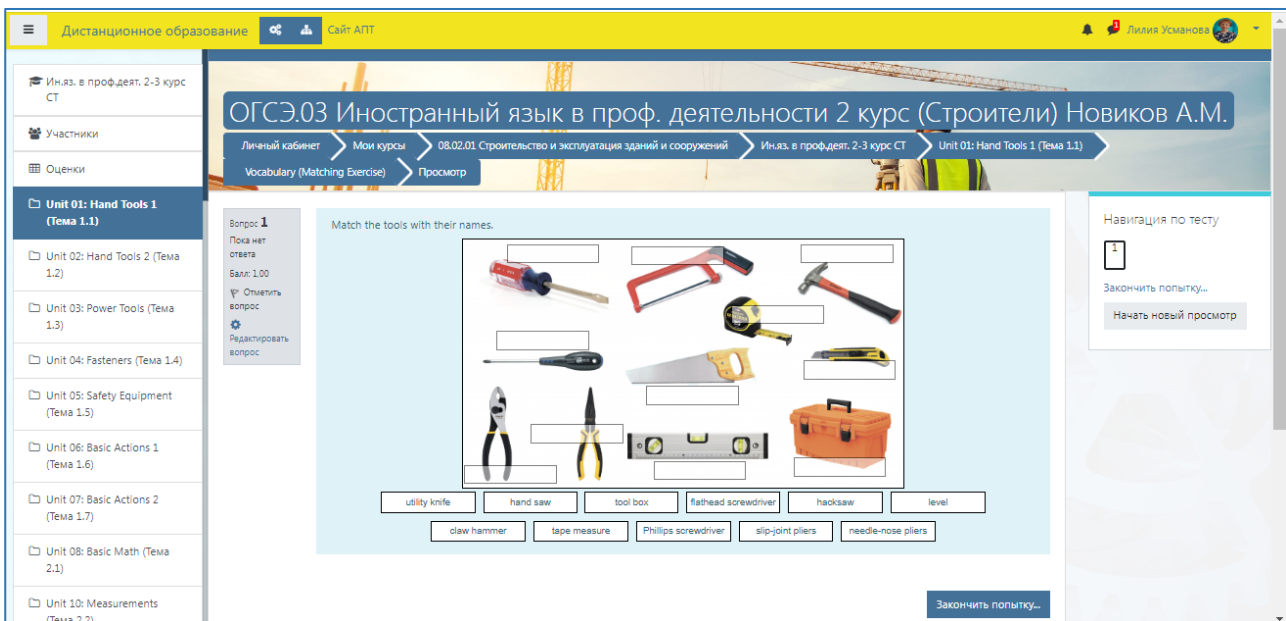 Дистанционное образование
Сайт АПТ
1
Лилия Усманова
Ин.яз. в проф.деят. 2-3 курс
СТ
Участники
Оценки
Unit 01: Hand Tools 1
(Тема 1.1)
Unit 02: Hand Tools 2 (Тема
1.2)
Unit 03: Power Tools (Тема
1.3)
Unit 04: Fasteners (Тема 1.4)
Unit 05: Safety Equipment
(Тема 1.5)
Unit 06: Basic Actions 1
(Тема 1.6)
Unit 07: Basic Actions 2
(Тема 1.7)
Unit 08: Basic Math (Тема
2.1)
Unit 10: Measurements
(Тема 2.2)
ОГСЭ.03 Иностранный язык в проф. деятельности 2 курс (Строители) Новиков А.М.
Личный кабинет
Мои курсы
08.02.01 Строительство и эксплуатация зданий и сооружений
Ин.яз. в проф.деят. 2-3 курс СТ
Unit 01: Hand Tools 1 (Тема 1.1)
Vocabulary (Matching Exercise)
Просмотр
Вопрос 1
Пока нет
ответа
Балл: 1,00
Отметить
вопрос
Редактировать
вопрос
Match the tools with their names.
utility knife
hand saw
tool box
flathead screwdriver
hacksaw
level
claw hammer
tape measure
Phillips screwdriver
slip-joint pliers
needle-nose pliers
Закончить попытку...
Навигация по тесту
1
Закончить попытку...
Начать новый просмотр